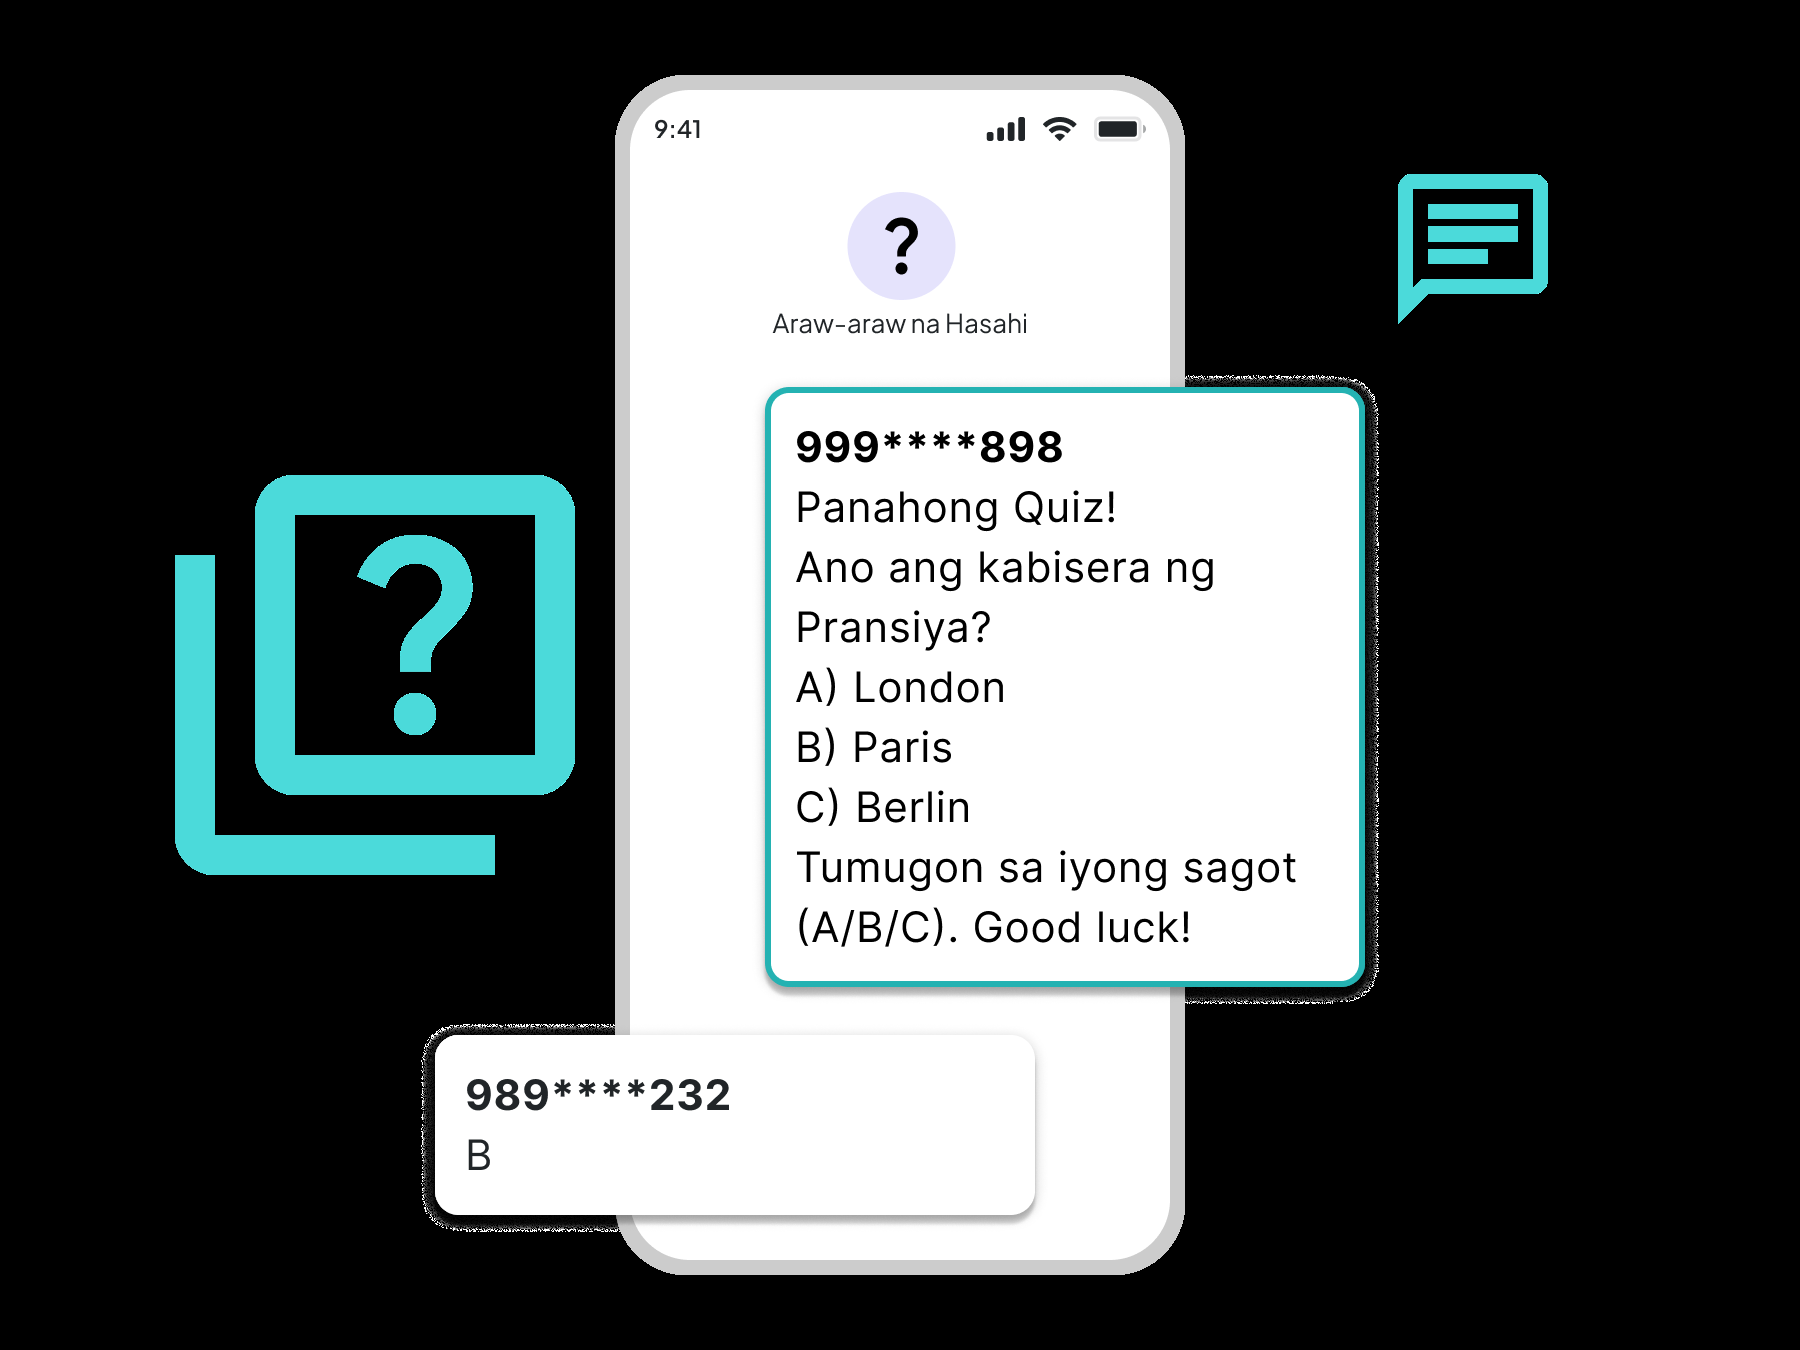 9:41
?
Araw-araw na Hasahi
999****898
Panahong Quiz!
Ano ang kabisera ng
Pransiya?
A) London
B) Paris
C) Berlin
Tumugon sa iyong sagot
(A/B/C). Good luck!
?
989****232
B